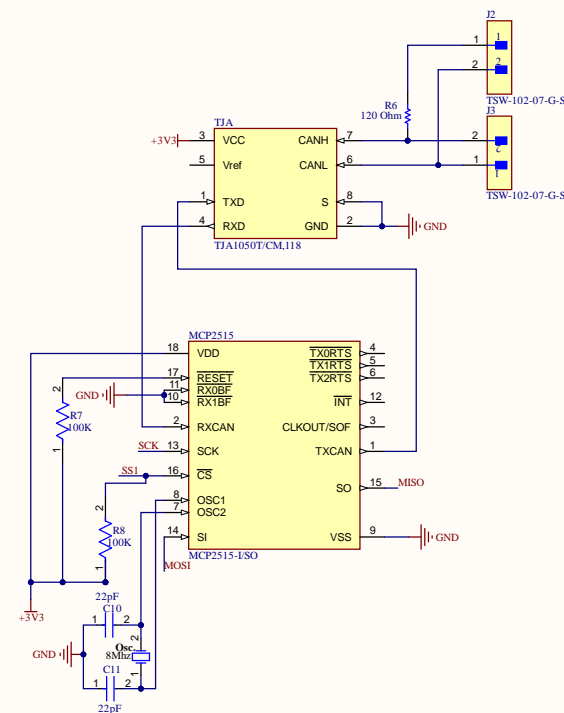 J2
1 1
2 2
TSW-102-07-G-S
R6
120 Ohm
J3
2 2
1 1
TSW-102-07-G-S
TJA
+3V3 3 VCC CANH 7
5 Vref CANL 6
1 TXD S 8
4 RXD GND 2 GND
TJA1050T/CM,118
MCP2515
18 VDD TX0RTS 4
TX1RTS 5
17 RESET TX2RTS 6
GND 11 RX0BF
10 RX1BF INT 12
2 RXCAN CLKOUT/SOF 3
SCK 13 SCK TXCAN 1
SS1 16 CS
SO 15 MISO
8 OSC1
7 OSC2
14 SI VSS 9 GND
MOSI
MCP2515-I/SO
2
R7
100K
1
2
R8
100K
1
+3V3
22pF
C10
1 2
GND
Osc.
8Mhz
2
1
C11
1 2
22pF